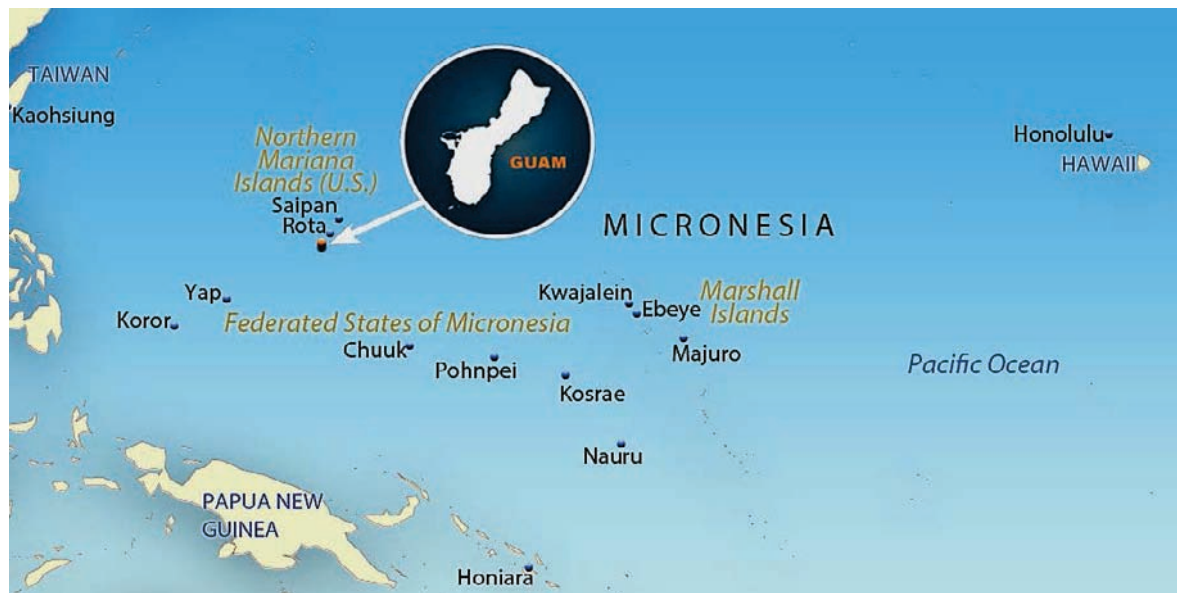 TAIWAN
Kaohsiung
Northern
Mariana
Islands (U.S.)
Saipan
Rota
GUAM
Honolulu
HAWAII
MICRONESIA
Yap
Koror
Federated States of Micronesia
Chuuk
Pohnpei
Kwajalein
Ebeye
Marshall
Islands
Majuro
Kosrae
Nauru
Pacific Ocean
PAPUA NEW
GUINEA
Honiara